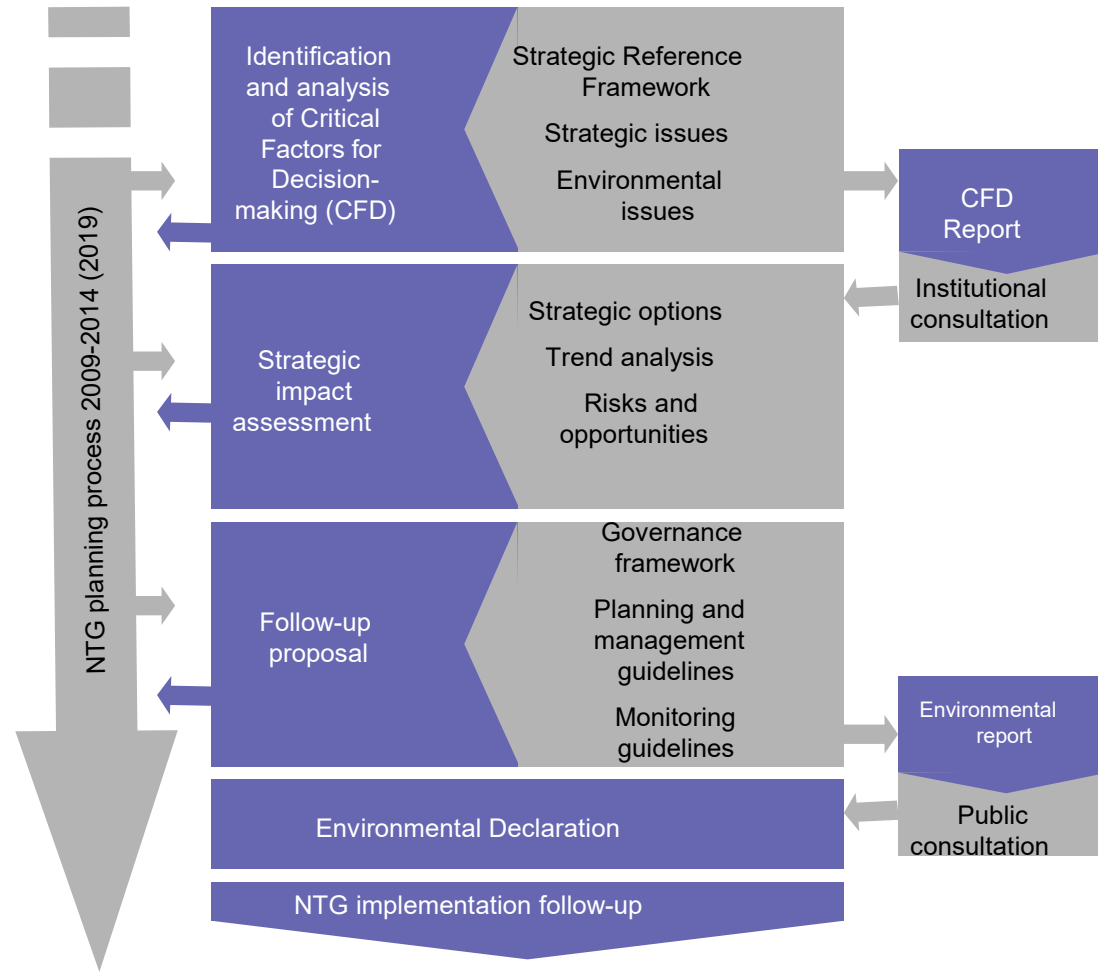 NTG planning process 2009-2014 (2019)
Identification
and analysis
of Critical
Factors for
Decision-
making (CFD)
Strategic Reference
Framework
Strategic issues
Environmental
issues
CFD
Report
Institutional
consultation
Strategic
impact
assessment
Strategic options
Trend analysis
Risks and
opportunities
Follow-up
proposal
Governance
framework
Planning and
management
guidelines
Monitoring
guidelines
Environmental
report
Public
consultation
Environmental Declaration
NTG implementation follow-up